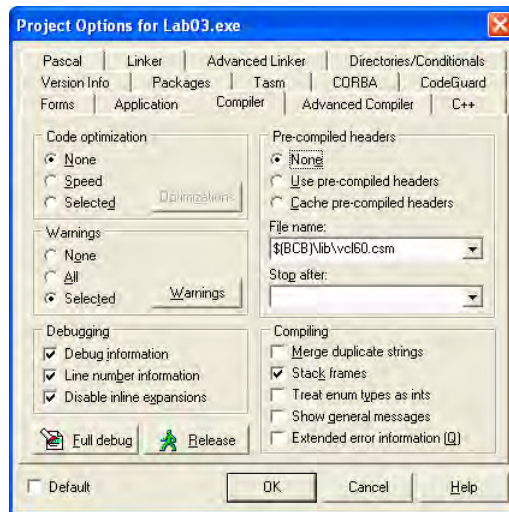 Project Options for Lab03.exe
Pascal Linker Advanced Linker Directories/Conditionals
Version Info Packages Tasm CORBA CodeGuard
Forms Application Compiler Advanced Compiler C++
Code optimization
None
Speed
Selected
Optimizations
Warnings
None
All
Selected
Warnings
Debugging
Debug information
Line number information
Disable inline expansions
Full debug
Release
Pre-compiled headers
None
Use pre-compiled headers
Cache pre-compiled headers
File name:
$(BCB)\lib\vcl60.csm
Stop after:
Compiling
Merge duplicate strings
Stack frames
Treat enum types as ints
Show general messages
Extended error information (Q)
Default
OK
Cancel
Help